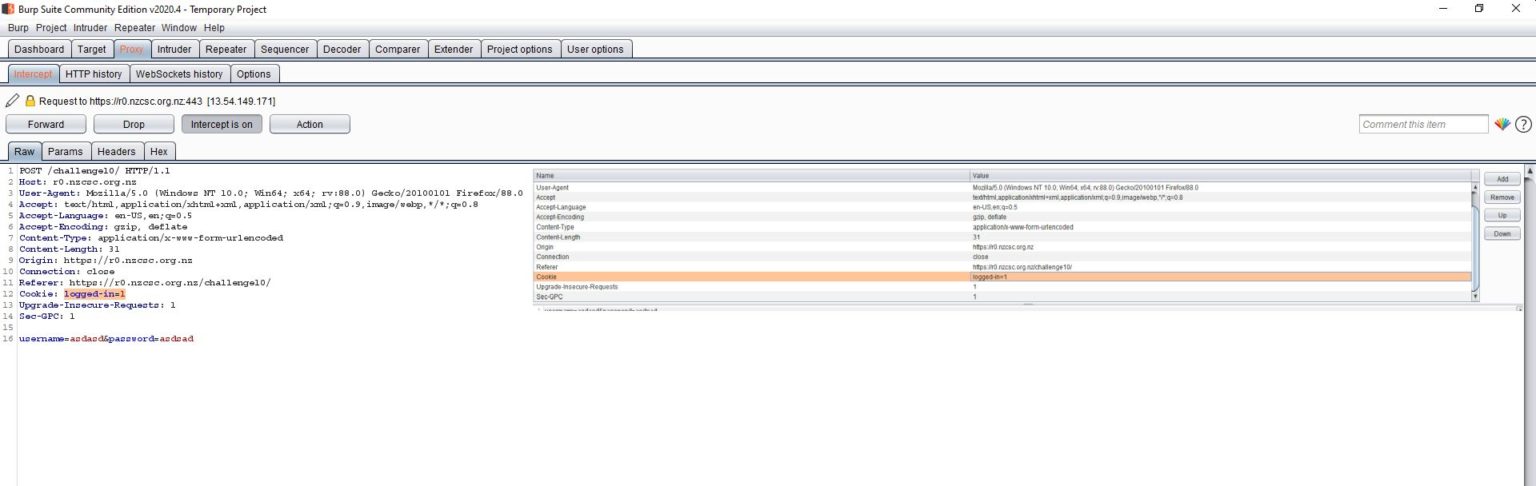 Burp Suite Community Edition v2020.4 - Temporary Project
Burp Project Intruder Repeater Window Help
Dashboard Target Proxy Intruder Repeater Sequencer Decoder Comparer Extender Project options User options
Intercept HTTP history WebSockets history Options
Request to https://r0.nzcsc.org.nz:443 [13.54.149.171]
Forward Drop Intercept is on Action Comment this item ?
Raw Params Headers Hex
1 POST /challenge10/ HTTP/1.1
2 Host: r0.nzcsc.org.nz
3 User-Agent: Mozilla/5.0 (Windows NT 10.0; Win64; x64; rv:88.0) Gecko/20100101 Firefox/88.0
4 Accept: text/html,application/xhtml+xml,application/xml;q=0.9,image/webp,*/*;q=0.8
5 Accept-Language: en-US,en;q=0.5
6 Accept-Encoding: gzip, deflate
7 Content-Type: application/x-www-form-urlencoded
8 Content-Length: 31
9 Origin: https://r0.nzcsc.org.nz
10 Connection: close
11 Referer: https://r0.nzcsc.org.nz/challenge10/
12 Cookie: logged-in=1
13 Upgrade-Insecure-Requests: 1
14 Sec-GPC: 1
15
16 username=asdasd&password=asdsad
Name Value
User-Agent Mozilla/5.0 (Windows NT 10.0; Win64; x64; rv:88.0) Gecko/20100101 Firefox/88.0
Accept text/html,application/xhtml+xml,application/xml;q=0.9,image/webp,*/*;q=0.8
Accept-Language en-US,en;q=0.5
Accept-Encoding gzip, deflate
Content-Type application/x-www-form-urlencoded
Content-Length 31
Origin https://r0.nzcsc.org.nz
Connection close
Referer https://r0.nzcsc.org.nz/challenge10/
Cookie logged-in=1
Upgrade-Insecure-Requests 1
Sec-GPC 1
Add
Remove
Up
Down